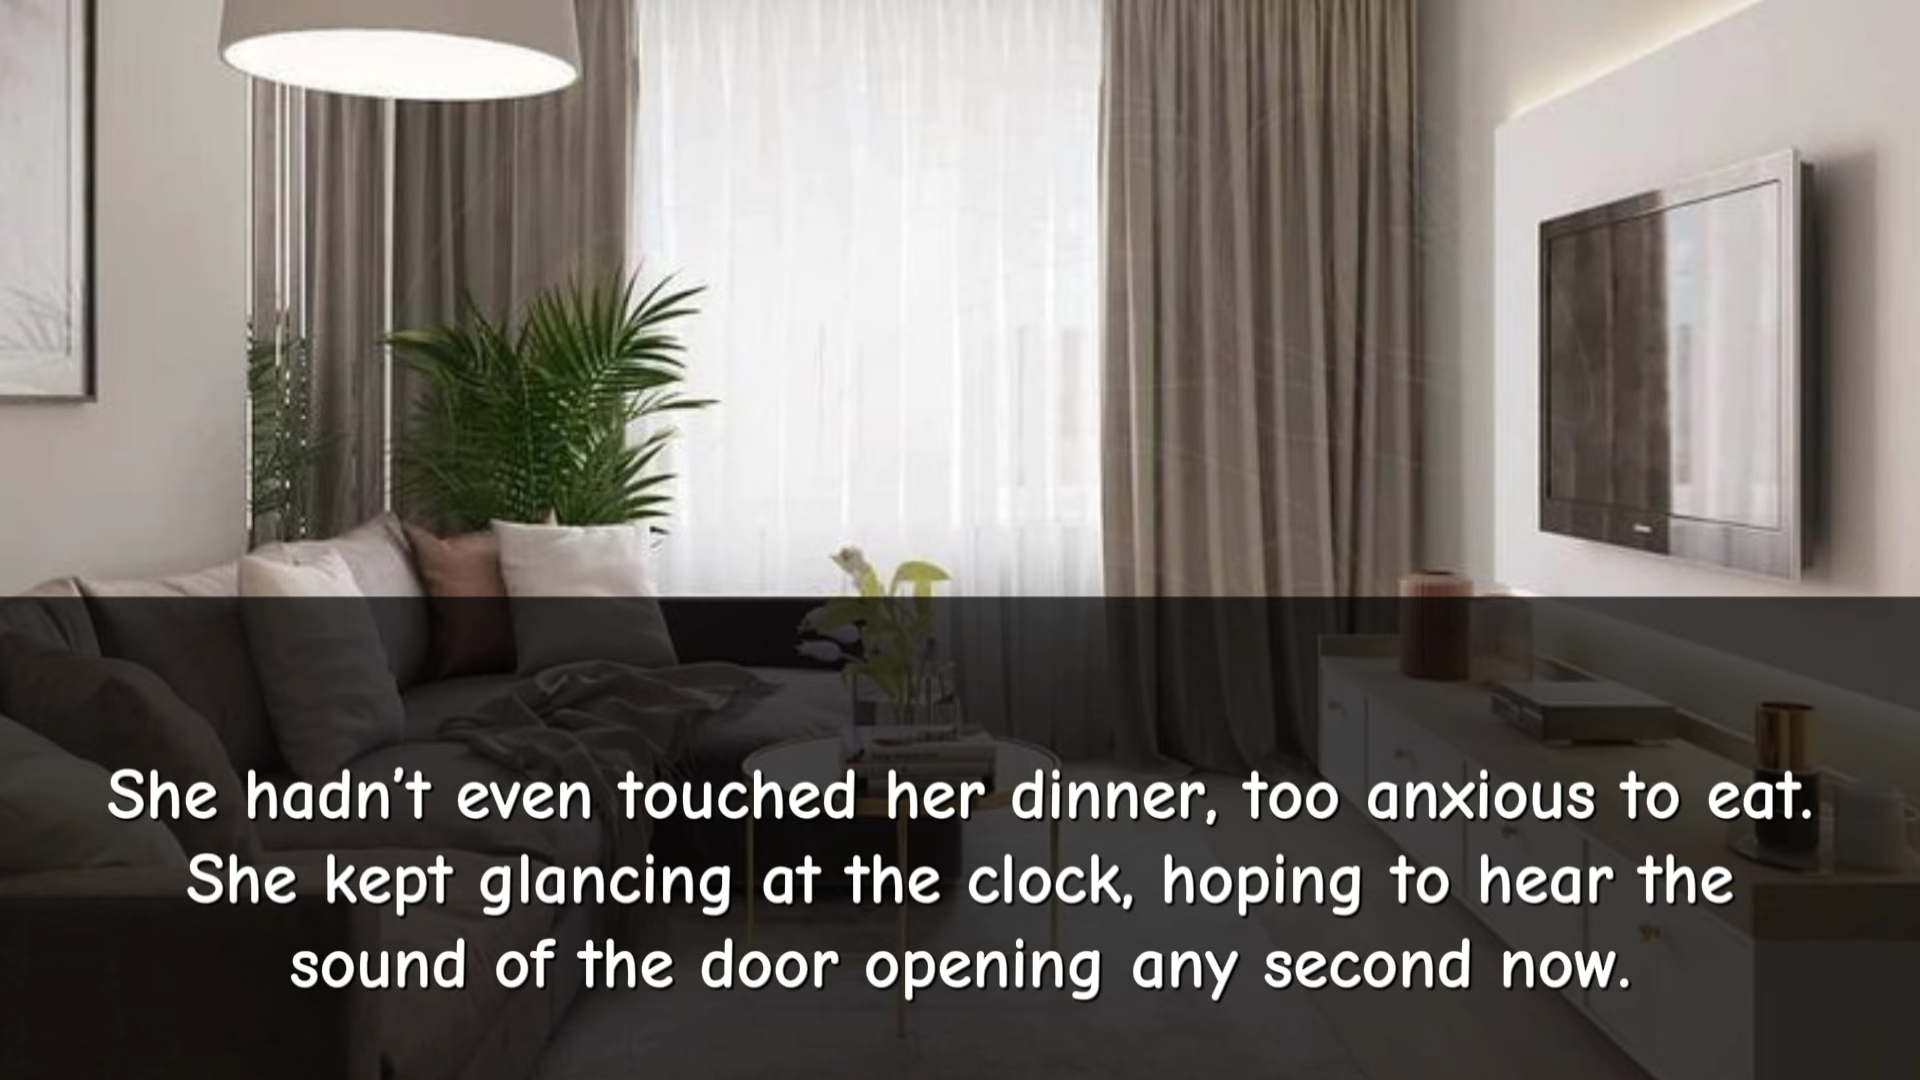 She hadn't even touched her dinner, too anxious to eat.
She kept glancing at the clock, hoping to hear the
sound of the door opening any second now.